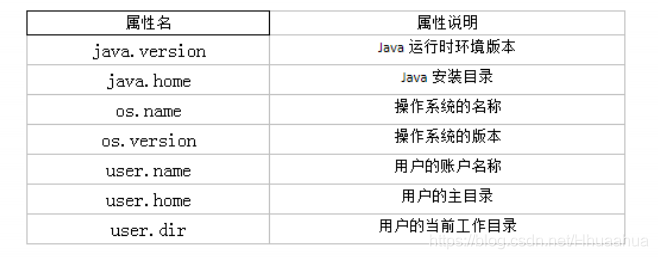 属性名 属性说明
java.version Java 运行时环境版本
java.home Java 安装目录
os.name 操作系统的名称
os.version 操作系统的版本
user.name 用户的账户名称
user.home 用户的主目录
user.dir 用户的当前工作目录
https://blog.csdn.net/Hhuaahua